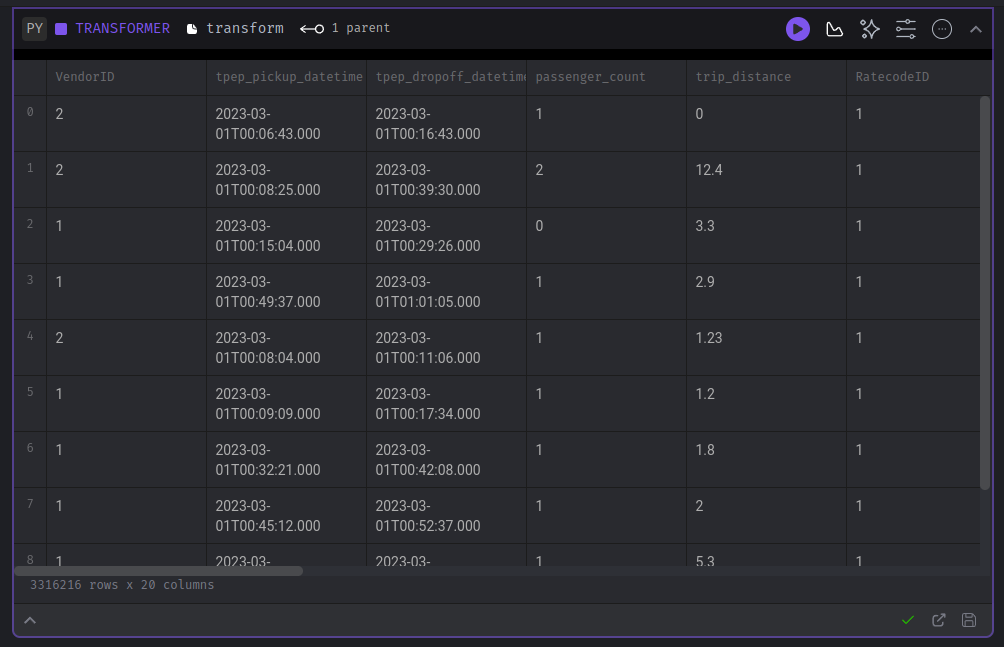 PY TRANSFORMER transform 1 parent
VendorID tpep_pickup_datetime tpep_dropoff_datetime passenger_count trip_distance RatecodeID
0 2 2023-03- 2023-03- 1 0 1
01T00:06:43.000 01T00:16:43.000
1 2 2023-03- 2023-03- 2 12.4 1
01T00:08:25.000 01T00:39:30.000
2 1 2023-03- 2023-03- 0 3.3 1
01T00:15:04.000 01T00:29:26.000
3 1 2023-03- 2023-03- 1 2.9 1
01T00:49:37.000 01T01:01:05.000
4 2 2023-03- 2023-03- 1 1.23 1
01T00:08:04.000 01T00:11:06.000
5 1 2023-03- 2023-03- 1 1.2 1
01T00:09:09.000 01T00:17:34.000
6 1 2023-03- 2023-03- 1 1.8 1
01T00:32:21.000 01T00:42:08.000
7 1 2023-03- 2023-03- 1 2 1
01T00:45:12.000 01T00:52:37.000
8 1 2023-03- 2023-03- 1 5.3 1
3316216 rows x 20 columns